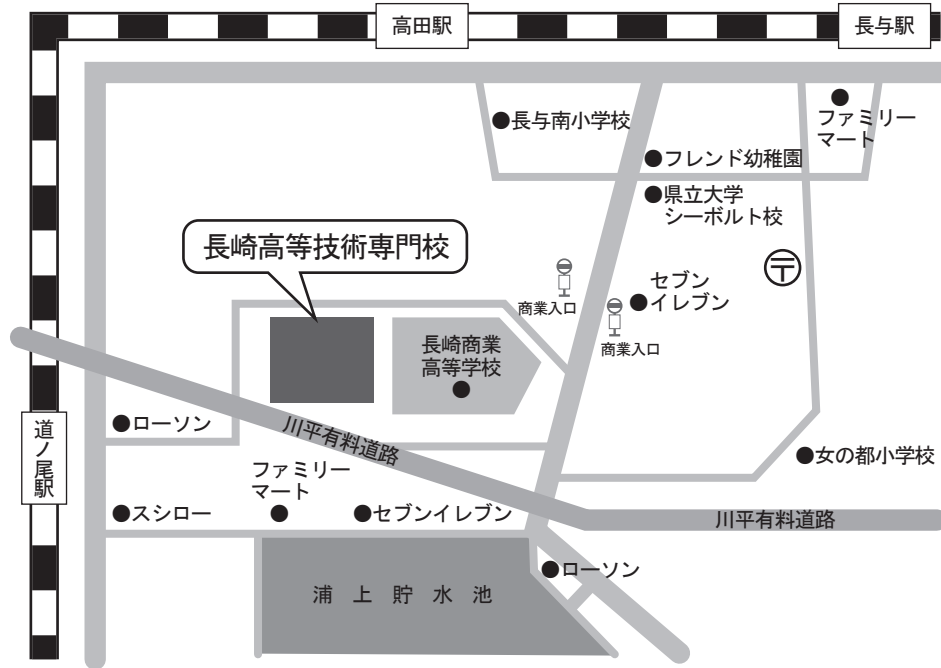 高田駅
長与駅
長与南小学校
ファミリー
マート
フレンド幼稚園
県立大学
シーボルト校
長崎高等技術専門校
〒
セブン
イレブン
商業入口
商業入口
長崎商業
高等学校
道ノ尾駅
ローソン
川平有料道路
女の都小学校
ファミリー
マート
スシロー
セブンイレブン
川平有料道路
ローソン
浦上貯水池